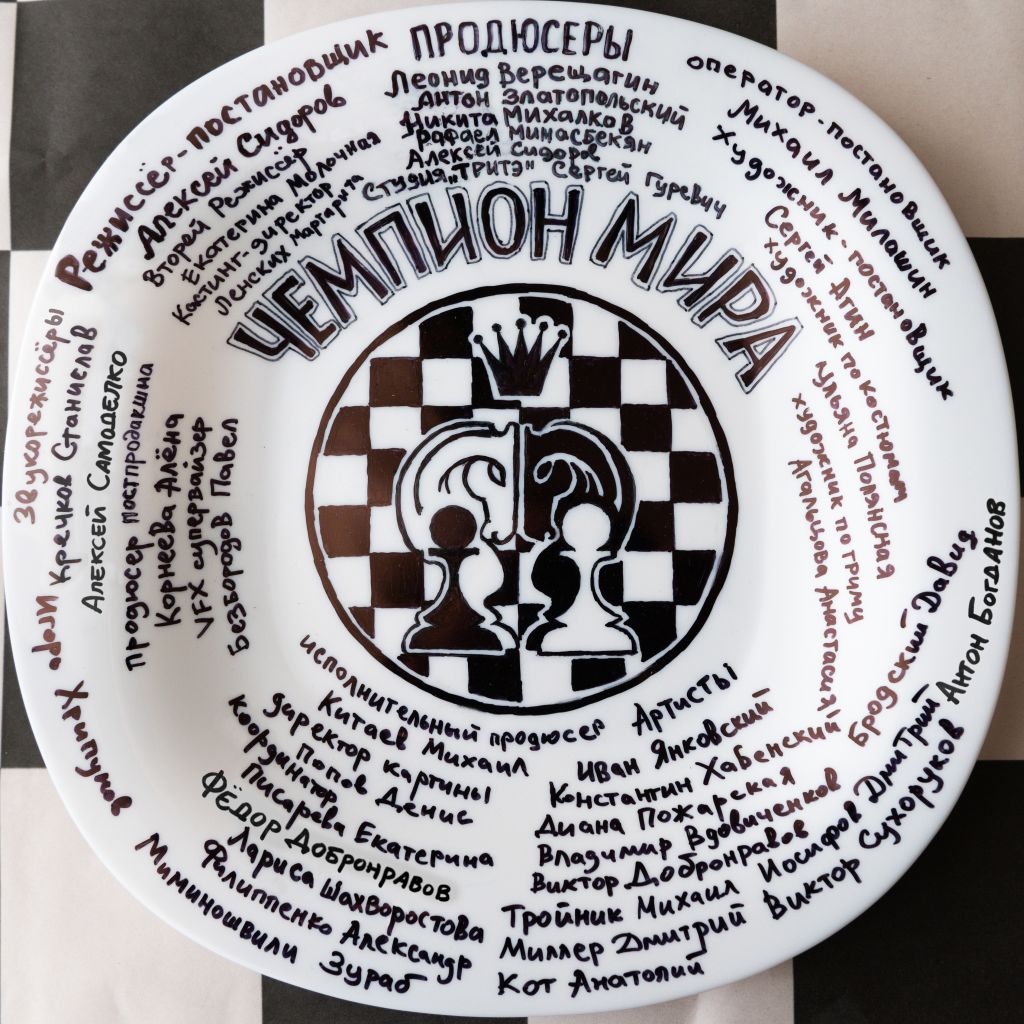 ПРОДЮСЕРЫ
Леонид Верещагин
Антон Златопольский
Никита Михалков
Рафаел Минасбекян
Алексей Сидоров
Студия „ТРИТЭ" Сергей Гуревич
ЧЕМПИОН МИРА
Режиссёр-постановщик
Алексей Сидоров
Второй Режиссер
Екатерина Молочная
Кастинг-директор
Ленских Маргарита
оператор-постановщик
Михаил Милашин
Художник-постановщик
Сергей Агин
художник по костюмам
Ульяна Полянская
художник по гриму
Агальцова Анастасия
Звукорежиссёры
Кречков Станислав
Алексей Самоделко
Продюсер постпродакшна
Корнеева Алёна
VFX супервайзер
Безбородов Павел
исполнительный продюсер
Китаев Михаил
директор картины
Попов Денис
Координатор
Писарева Екатерина
Фёдор Добронравов
Лариса Шахворостова
Филиппенко Александр
Миминошвили Зураб
Игорь Хрипунов
Артисты
Иван Янковский
Константин Хабенский
Диана Пожарская
Владимир Вдовиченков
Виктор Добронравов
Тройник Михаил
Иосифов Дмитрий
Миллер Дмитрий
Виктор Сухоруков
Кот Анатолий
Бродский Давид
Антон Богданов